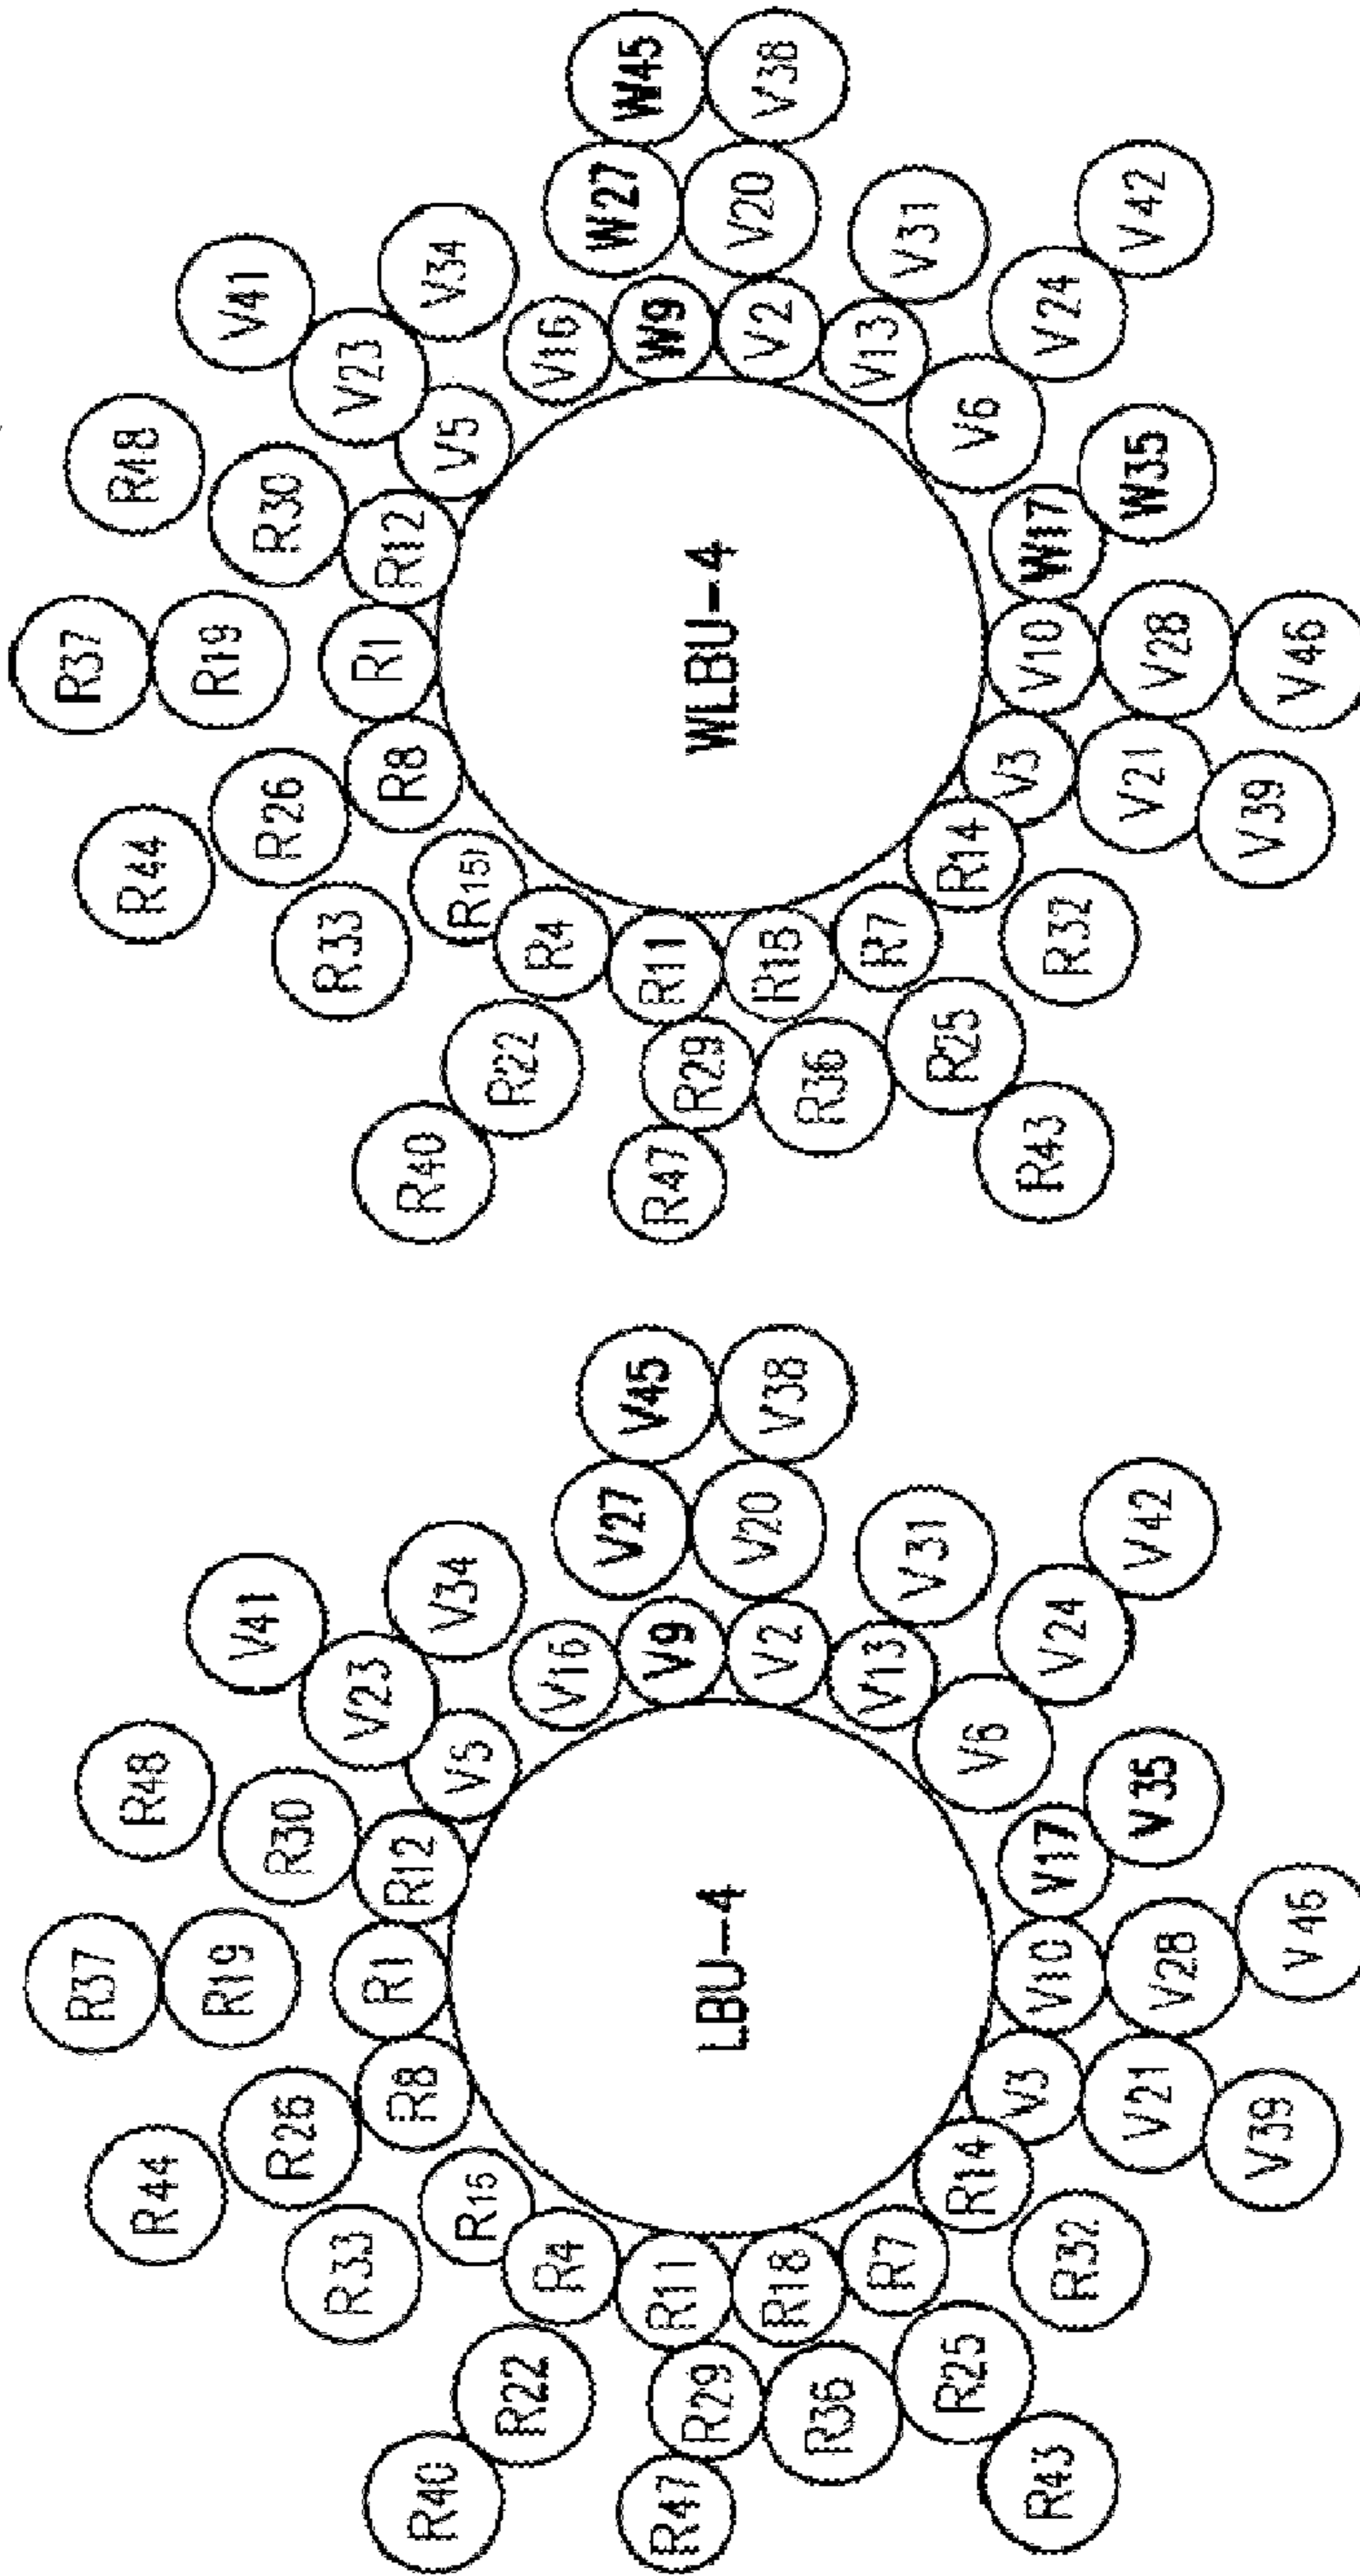 R37
R44
R48
R19
V41
R26
R30
R33
V23
R1
R8
R12
R40
V34
V5
R15
R22
R4
V16
V27
V45
R11
V9
R47
R29
LBU-4
V20
V2
V38
R18
R36
V13
R7
V31
R25
R14
V6
V3
R43
V10
V17
V24
R32
V21
V42
V35
V28
V39
V46
R37
R44
R48
R19
V41
R26
R30
R33
V23
R1
R8
R12
R40
V34
V5
R15
R22
R4
V16
W27
W45
R11
W9
R47
R29
WLBU-4
V20
V2
V38
R18
R36
V13
R7
V31
R25
R14
V6
V3
R43
V10
W17
V24
R32
V21
V42
W35
V28
V39
V46